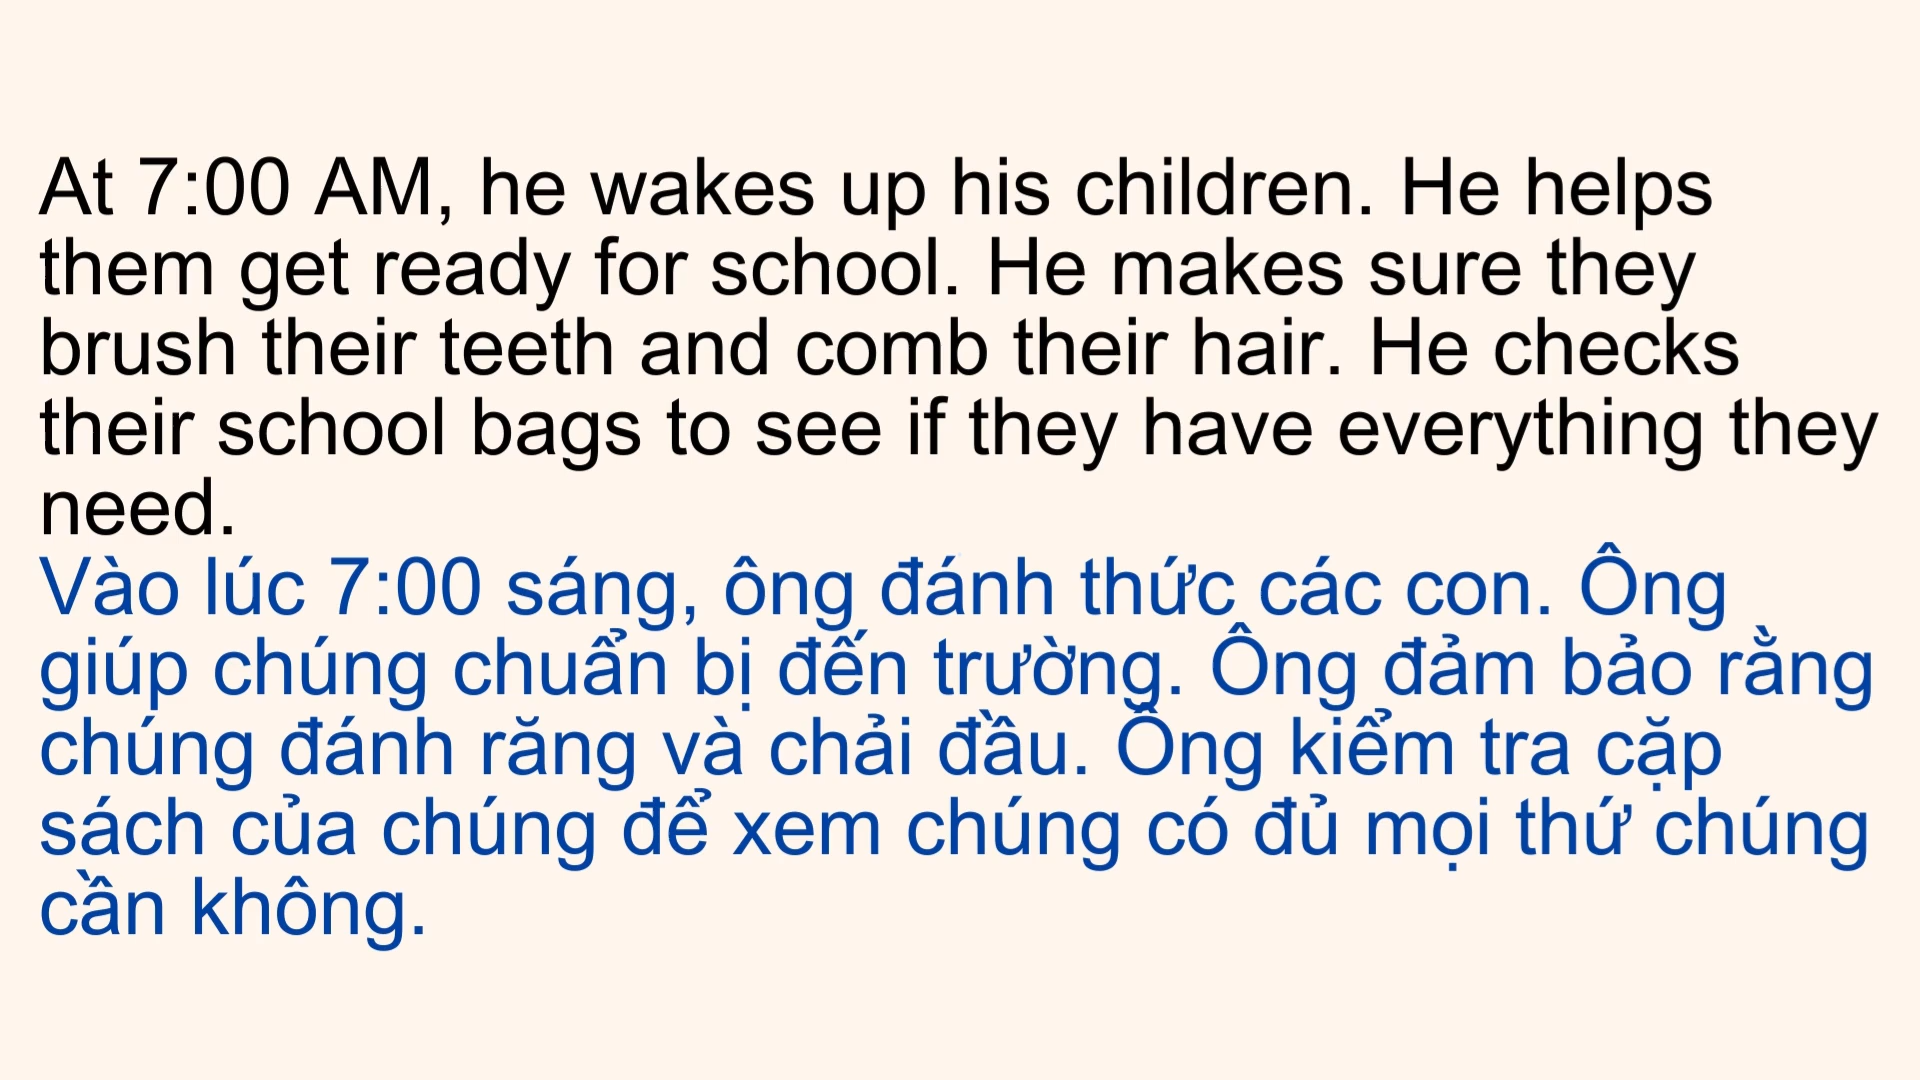 At 7:00 AM, he wakes up his children. He helps
them get ready for school. He makes sure they
brush their teeth and comb their hair. He checks
their school bags to see if they have everything they
need.
Vào lúc 7:00 sáng, ông đánh thức các con. Ông
giúp chúng chuẩn bị đến trường. Ông đảm bảo rằng
chúng đánh răng và chải đầu. Ông kiểm tra cặp
sách của chúng để xem chúng có đủ mọi thứ chúng
cần không.